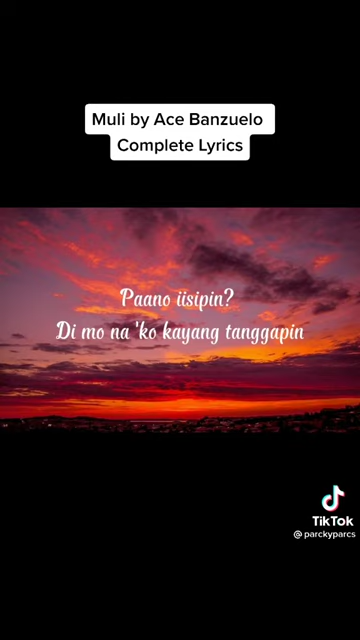 Muli by Ace Banzuelo
Complete Lyrics
Paano iisipin?
Di mo na 'ko kayang tanggapin
TikTok
@parckyparcs